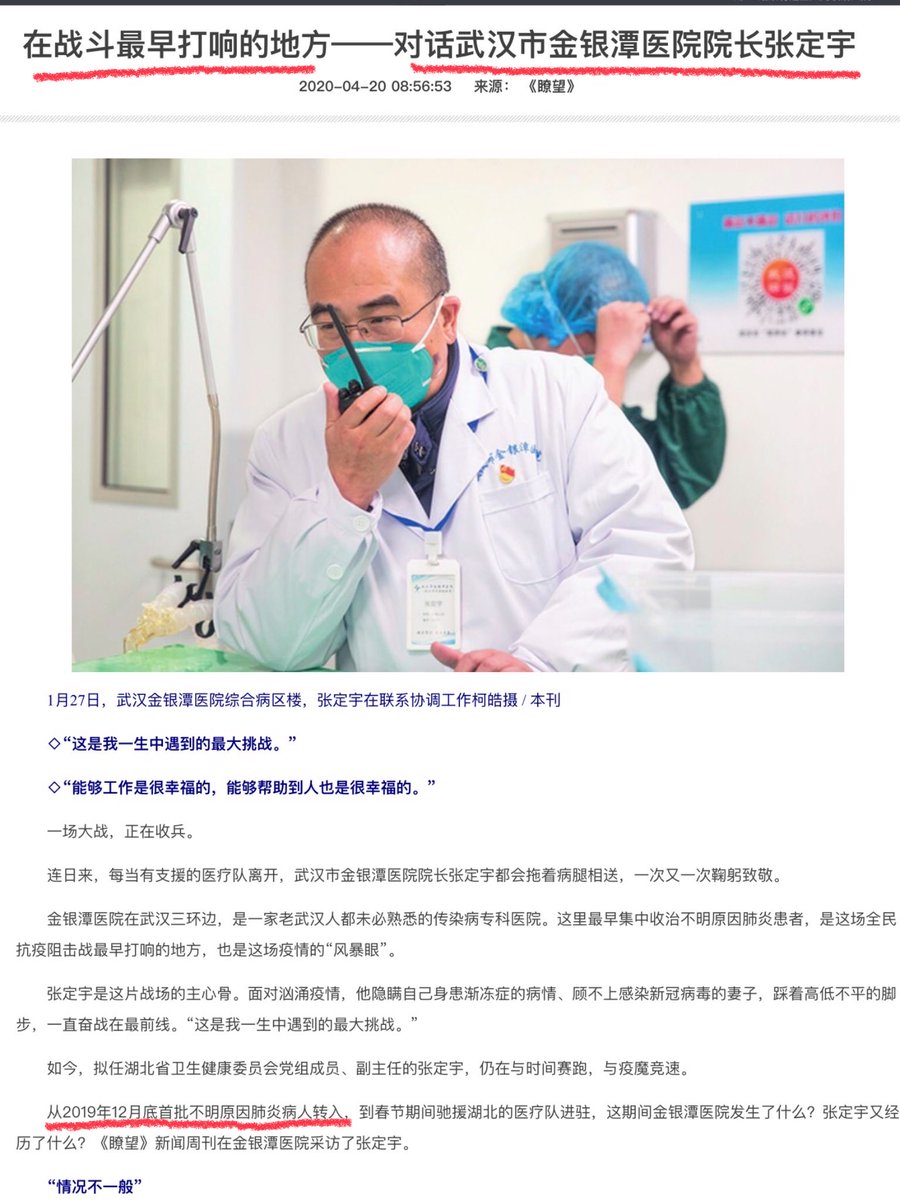 在战斗最早打响的地方——对话武汉市金银潭医院院长张定宇
2020-04-20 08:56:53 来源： 《瞭望》
市金银潭医院
张定宇
1月27日，武汉金银潭医院综合病区楼，张定宇在联系协调工作柯皓摄 / 本刊
◇“这是我一生中遇到的最大挑战。”
◇“能够工作是很幸福的，能够帮助到人也是很幸福的。”
一场大战，正在收兵。
连日来，每当有支援的医疗队离开，武汉市金银潭医院院长张定宇都会拖着病腿相送，一次又一次鞠躬致敬。
金银潭医院在武汉三环边，是一家老武汉人都未必熟悉的传染病专科医院。这里最早集中收治不明原因肺炎患者，是这场全民
抗疫阻击战最早打响的地方，也是这场疫情的“风暴眼”。
张定宇是这片战场的主心骨。面对汹涌疫情，他隐瞒自己身患渐冻症的病情、顾不上感染新冠病毒的妻子，踩着高低不平的脚
步，一直奋战在最前线。“这是我一生中遇到的最大挑战。”
如今，拟任湖北省卫生健康委员会党组成员、副主任的张定宇，仍在与时间赛跑，与疫魔竞速。
从2019年12月底首批不明原因肺炎病人转入，到春节期间驰援湖北的医疗队进驻，这期间金银潭医院发生了什么？张定宇又经
历了什么？《瞭望》新闻周刊在金银潭医院采访了张定宇。
“情况不一般”